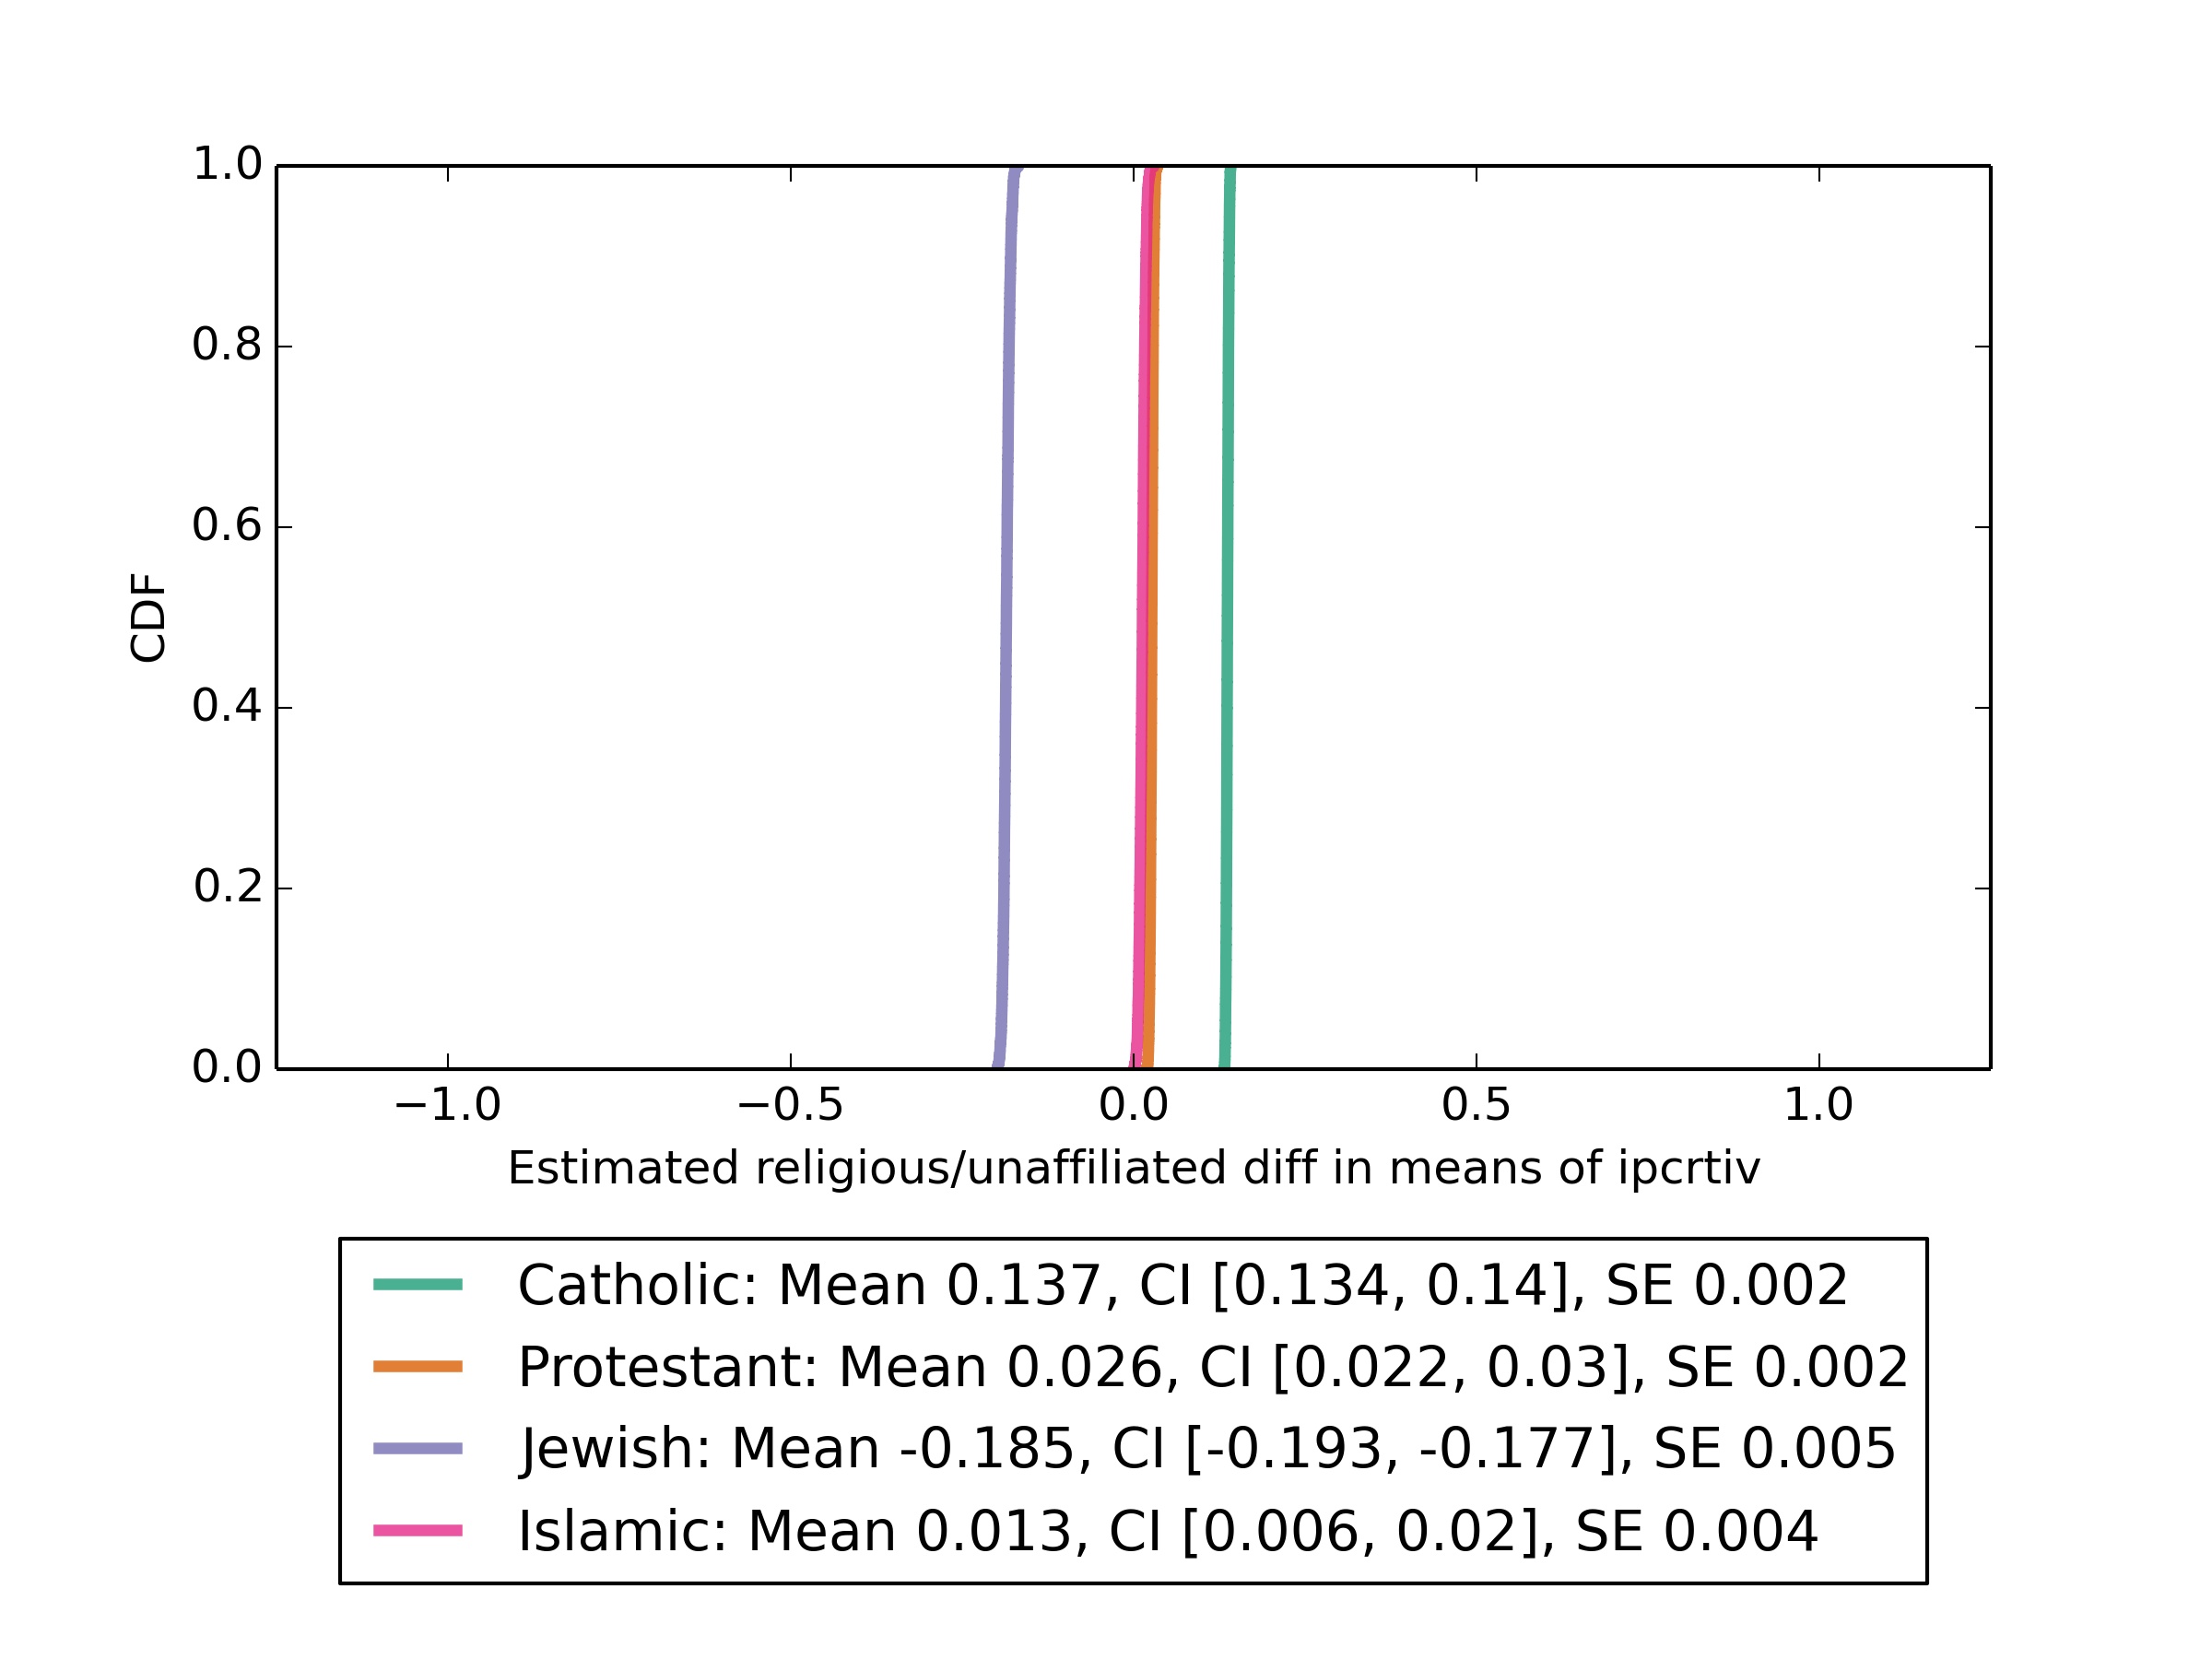 1.0
0.8
0.6
0.4
0.2
0.0
CDF
−1.0 −0.5 0.0 0.5 1.0
Estimated religious/unaffiliated diff in means of ipcrtiv
Catholic: Mean 0.137, CI [0.134, 0.14], SE 0.002
Protestant: Mean 0.026, CI [0.022, 0.03], SE 0.002
Jewish: Mean -0.185, CI [-0.193, -0.177], SE 0.005
Islamic: Mean 0.013, CI [0.006, 0.02], SE 0.004